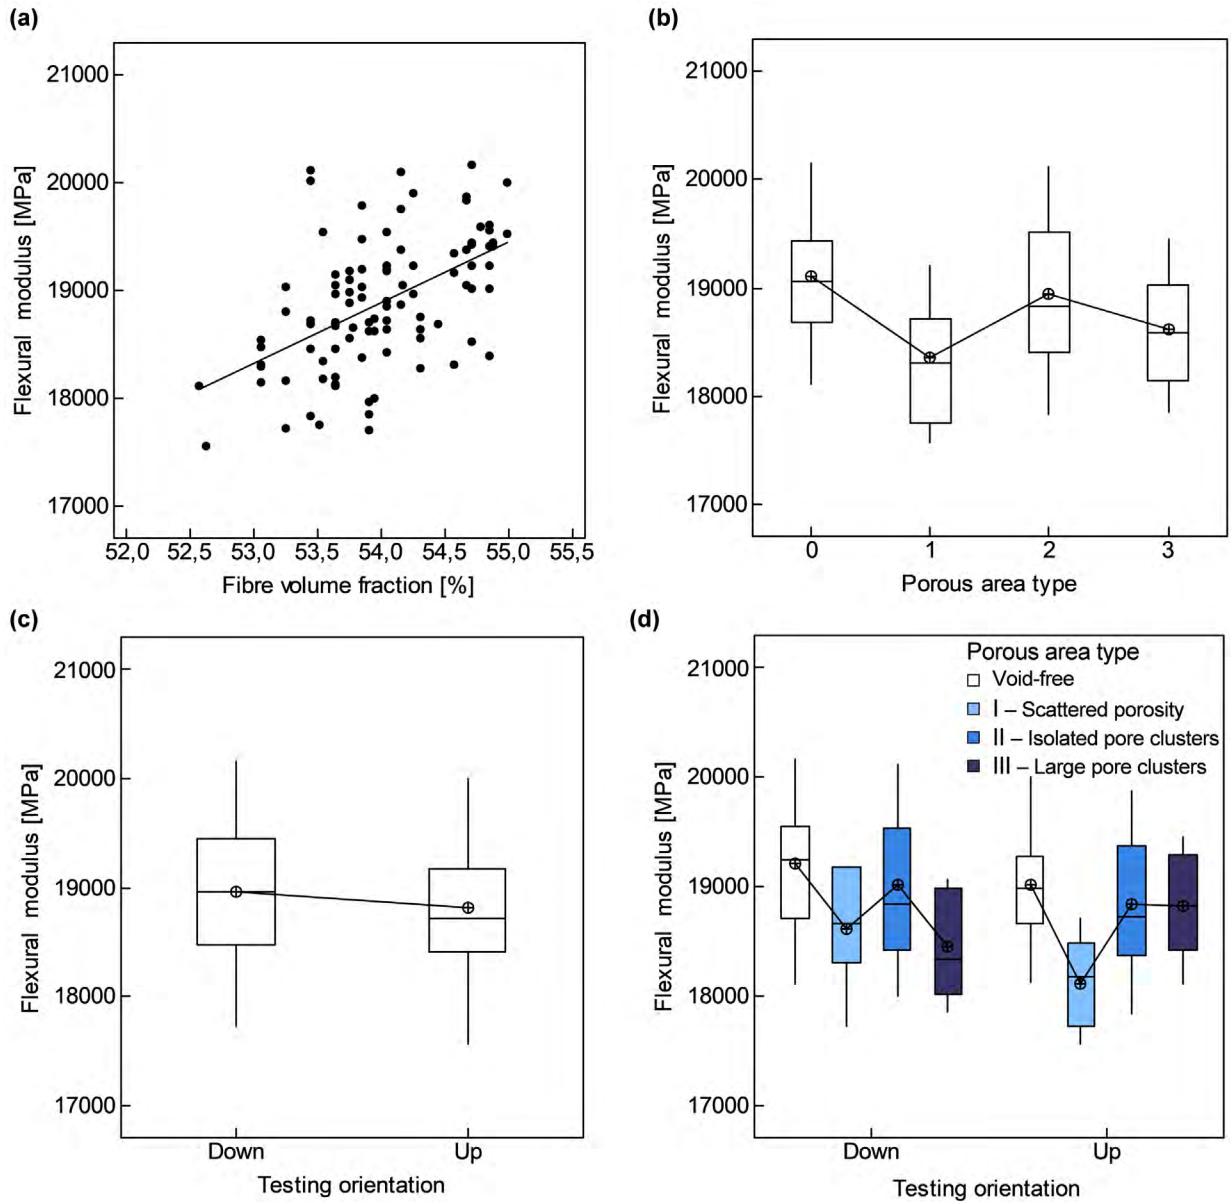 (a)
21000
20000
19000
18000
17000
Flexural modulus [MPa]
52,0 52,5 53,0 53,5 54,0 54,5 55,0 55,5
Fibre volume fraction [%]
(b)
21000
20000
19000
18000
17000
Flexural modulus [MPa]
0 1 2 3
Porous area type
(c)
21000
20000
19000
18000
17000
Flexural modulus [MPa]
Down Up
Testing orientation
(d)
21000
20000
19000
18000
17000
Flexural modulus [MPa]
Porous area type
Void-free
I – Scattered porosity
II – Isolated pore clusters
III – Large pore clusters
Down Up
Testing orientation